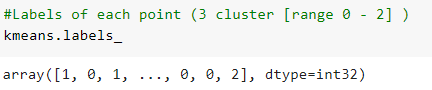 #Labels of each point (3 cluster [range 0 - 2] )
kmeans.labels_
array([1, 0, 1, ..., 0, 0, 2], dtype=int32)